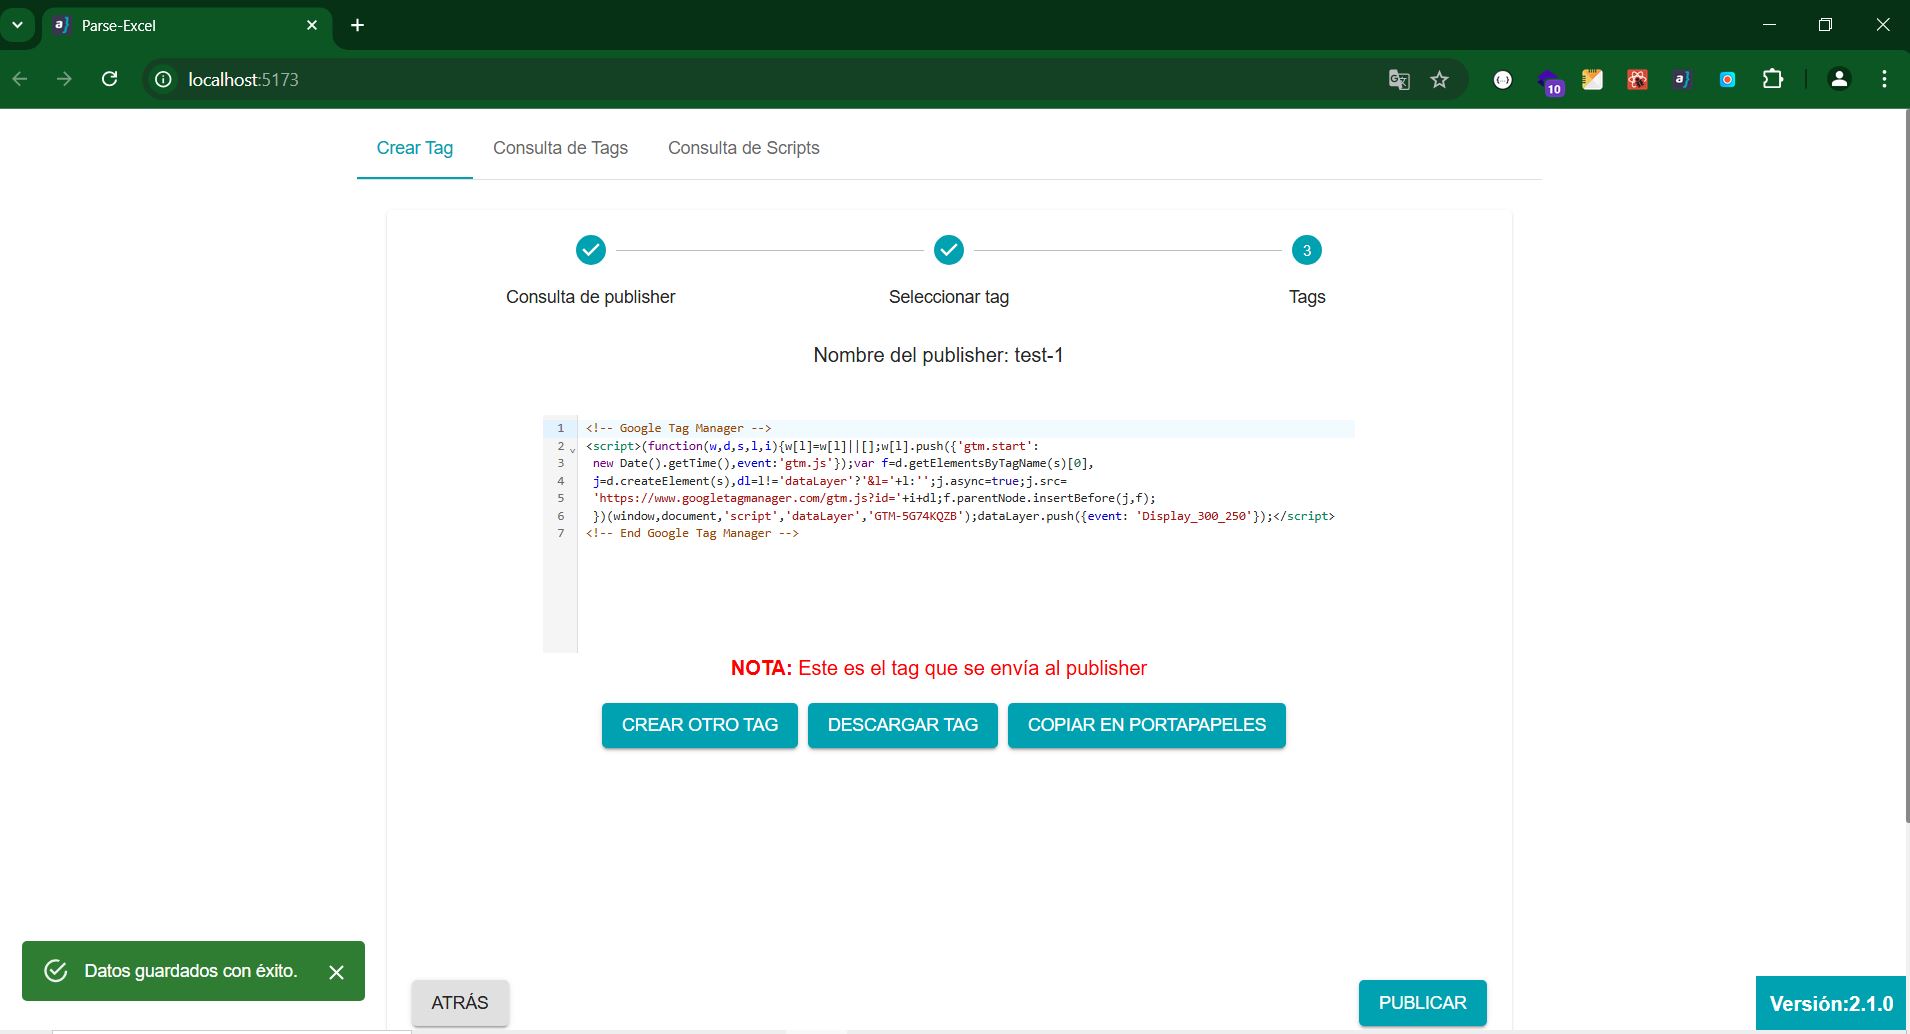 Parse-Excel
localhost:5173
10
Crear Tag Consulta de Tags Consulta de Scripts
3
Consulta de publisher Seleccionar tag Tags
Nombre del publisher: test-1
1 <!-- Google Tag Manager -->
2 <script>(function(w,d,s,l,i){w[l]=w[l]||[];w[l].push({'gtm.start':
3 new Date().getTime(),event:'gtm.js'});var f=d.getElementsByTagName(s)[0],
4 j=d.createElement(s),dl=l!='dataLayer'?'&l='+l:'';j.async=true;j.src=
5 'https://www.googletagmanager.com/gtm.js?id='+i+dl;f.parentNode.insertBefore(j,f);
6 })(window,document,'script','dataLayer','GTM-5G74KQZB');dataLayer.push({event: 'Display_300_250'});</script>
7 <!-- End Google Tag Manager -->
NOTA: Este es el tag que se envía al publisher
CREAR OTRO TAG DESCARGAR TAG COPIAR EN PORTAPAPELES
Datos guardados con éxito.
ATRÁS PUBLICAR
Versión:2.1.0